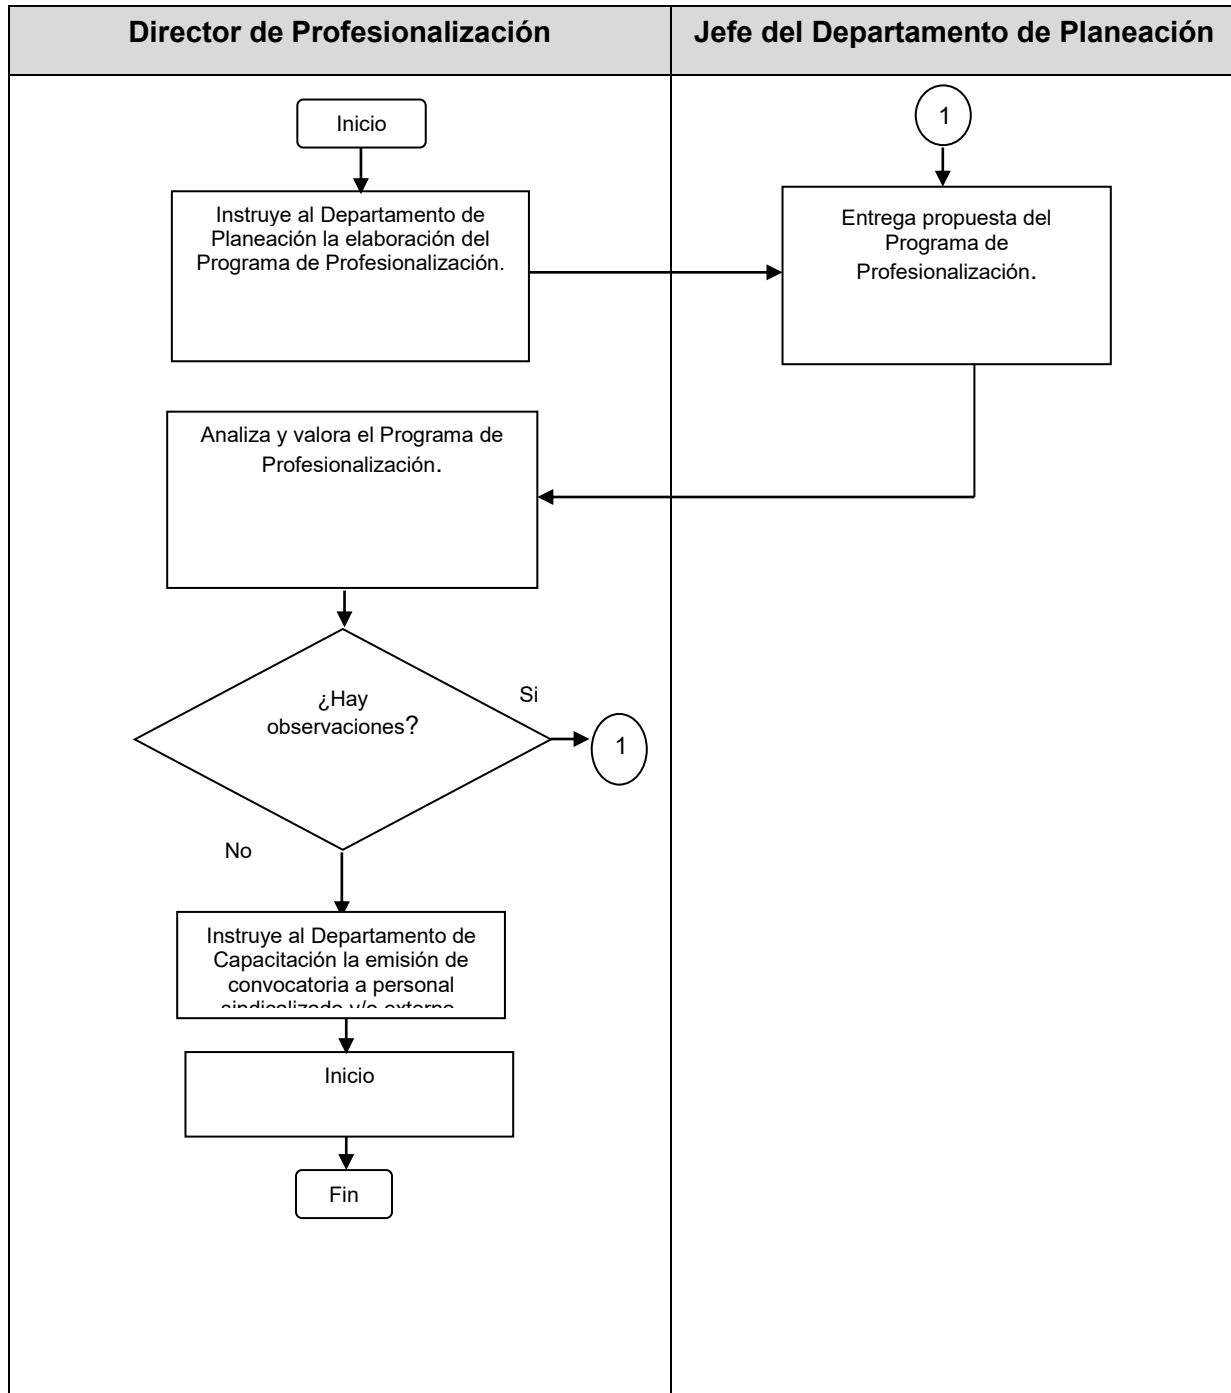 Director de Profesionalización
Jefe del Departamento de Planeación
Inicio
1
Instruye al Departamento de
Planeación la elaboración del
Programa de Profesionalización.
Entrega propuesta del
Programa de
Profesionalización.
Analiza y valora el Programa de
Profesionalización.
¿Hay
observaciones?
Si
1
No
Instruye al Departamento de
Capacitación la emisión de
convocatoria a personal
sindicalizado y/o externo
Inicio
Fin